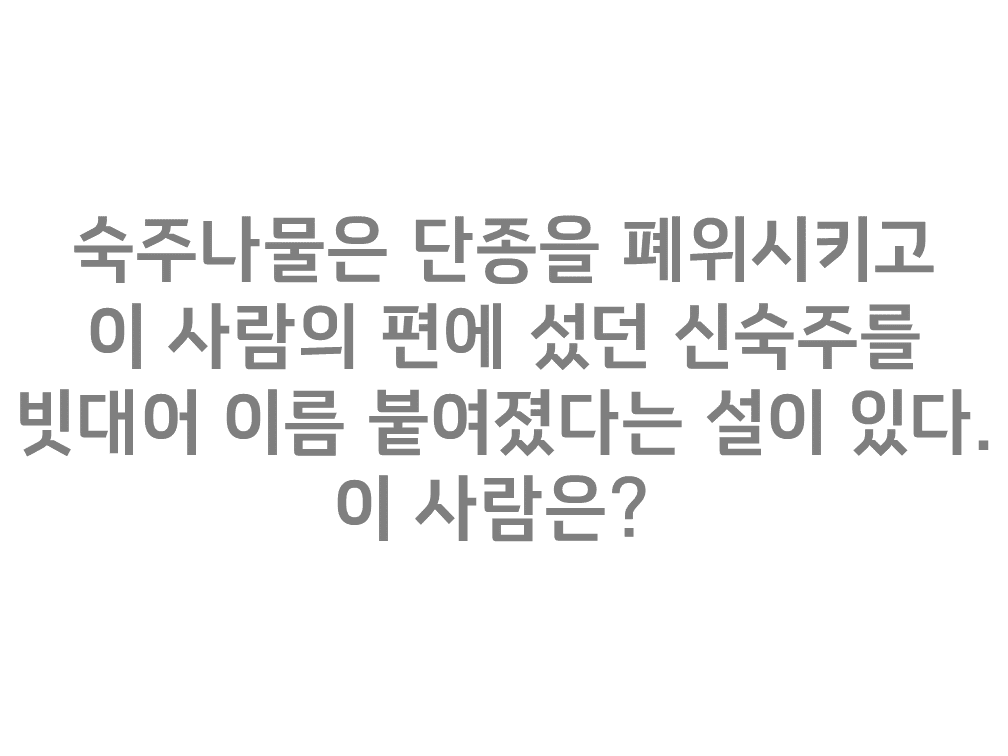 숙주나물은 단종을 폐위시키고
이 사람의 편에 섰던 신숙주를
빗대어 이름 붙여졌다는 설이 있다.
이 사람은?